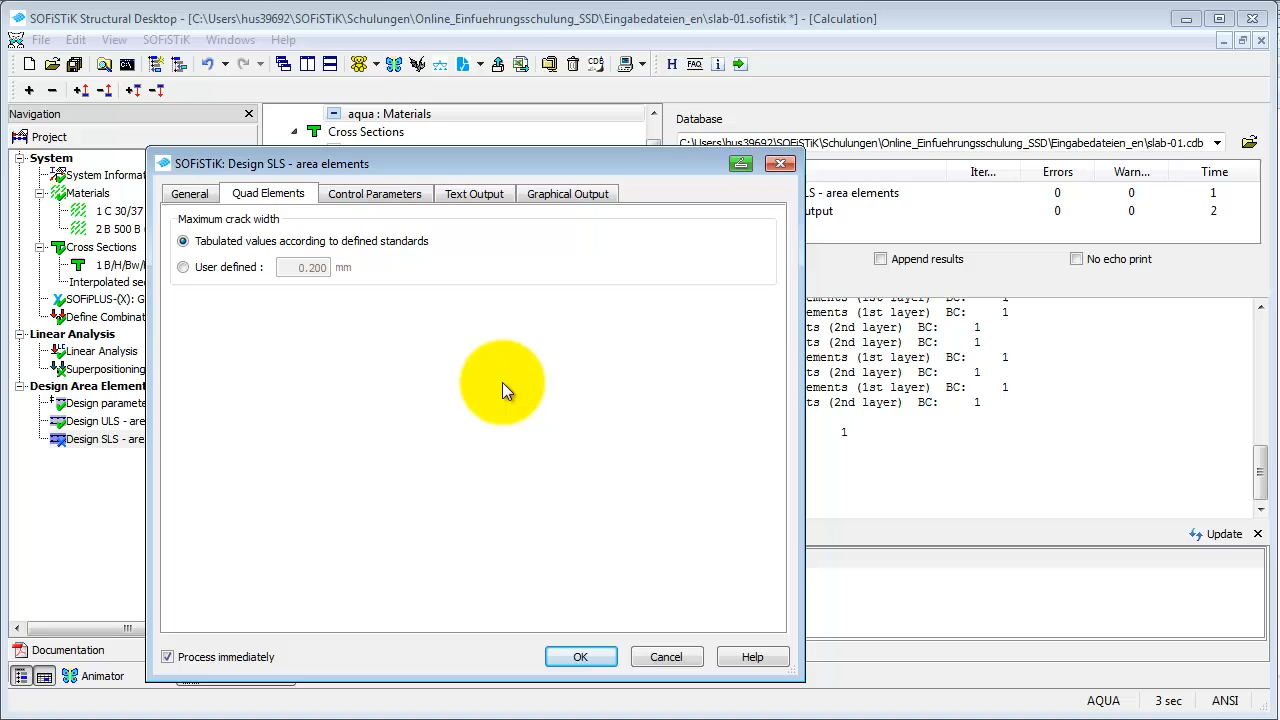 SOFiSTiK Structural Desktop - [C:\Users\hus39692\SOFiSTiK\Schulungen\Online_Einfuehrungsschulung_SSD\Eingabedateien_en\slab-01.sofistik *] - [Calculation]
File Edit View SOFiSTiK Windows Help
H FAQ
Navigation
Project
System
System Informa
Materials
1 C 30/37
2 B 500 B
Cross Sections
1 B/H/Bw/
Interpolated se
SOFiPLUS-(X): G
Define Combinat
Linear Analysis
Linear Analysis
Superpositioning
Design Area Element
Design paramete
Design ULS - area
Design SLS - area
Documentation
Animator
aqua : Materials
Cross Sections
Database
C:\Users\hus39692\SOFiSTiK\Schulungen\Online_Einfuehrungsschulung_SSD\Eingabedateien_en\slab-01.cdb
Iter... Errors Warn... Time
LS - area elements 0 0 1
utput 0 0 2
Append results No echo print
ements (1st layer) BC: 1
ements (1st layer) BC: 1
ts (2nd layer) BC: 1
ts (2nd layer) BC: 1
ements (1st layer) BC: 1
ts (2nd layer) BC: 1
ements (1st layer) BC: 1
ts (2nd layer) BC: 1
1
Update
SOFiSTiK: Design SLS - area elements
General Quad Elements Control Parameters Text Output Graphical Output
Maximum crack width
Tabulated values according to defined standards
User defined : 0.200 mm
Process immediately OK Cancel Help
AQUA 3 sec ANSI